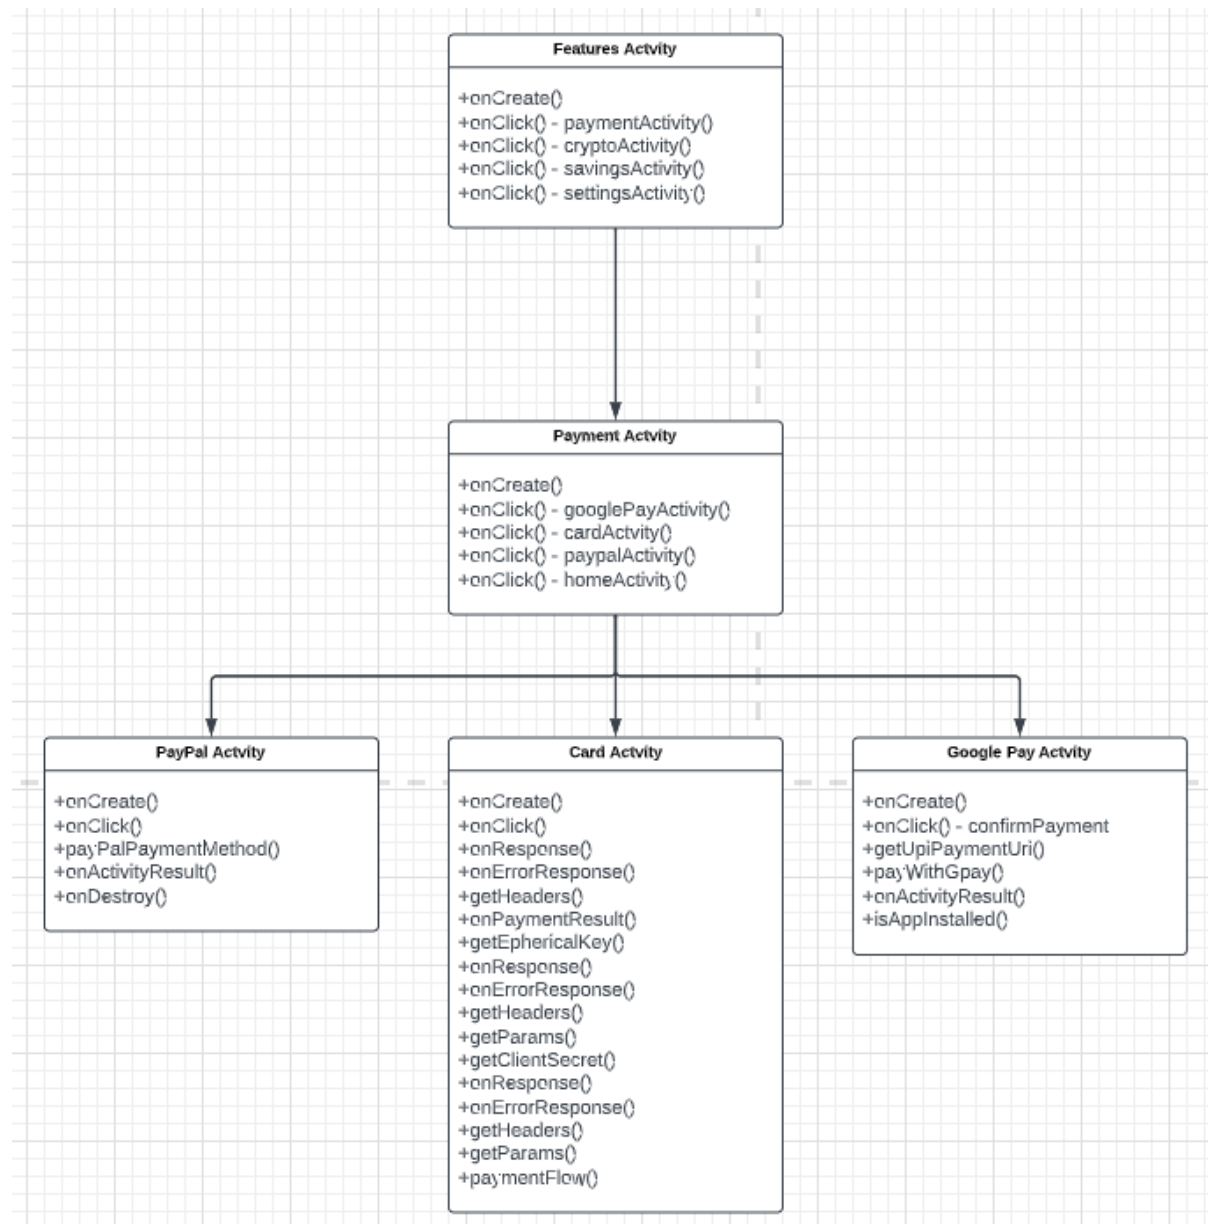 Features Actvity
+onCreate()
+onClick() - paymentActivity()
+onClick() - cryptoActivity()
+onClick() - savingsActivity()
+onClick() - settingsActivity()
Payment Actvity
+onCreate()
+onClick() - googlePayActivity()
+onClick() - cardActvity()
+onClick() - paypalActivity()
+onClick() - homeActivity()
PayPal Actvity
+onCreate()
+onClick()
+payPalPaymentMethod()
+onActivityResult()
+onDestroy()
Card Actvity
+onCreate()
+onClick()
+onResponse()
+onErrorResponse()
+getHeaders()
+onPaymentResult()
+getEphericalKey()
+onResponse()
+onErrorResponse()
+getHeaders()
+getParams()
+getClientSecret()
+onResponse()
+onErrorResponse()
+getHeaders()
+getParams()
+paymentFlow()
Google Pay Actvity
+onCreate()
+onClick() - confirmPayment
+getUpiPaymentUri()
+payWithGpay()
+onActivityResult()
+isAppInstalled()